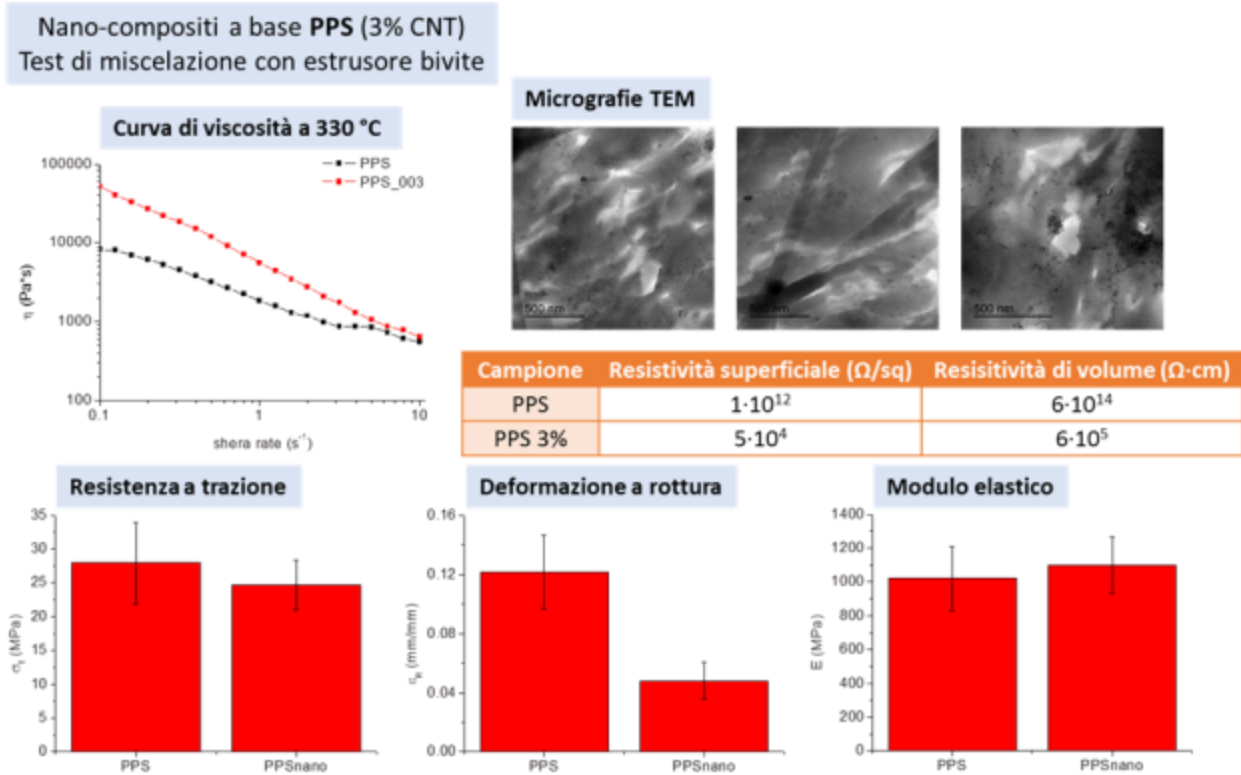 Nano-compositi a base PPS (3% CNT)
Test di miscelazione con estrusore bivite
Curva di viscosità a 330 °C
PPS
PPS_003
100000
10000
1000
100
η (Pa*s)
0.1 1 10
shera rate (s⁻¹)
Micrografie TEM
500 nm
500 nm
500 nm
Campione Resistività superficiale (Ω/sq) Resisitività di volume (Ω·cm)
PPS 1·10¹² 6·10¹⁴
PPS 3% 5·10⁴ 6·10⁵
Resistenza a trazione
35
30
25
20
15
10
5
0
(MPa)
PPS PPSnano
Deformazione a rottura
0.16
0.12
0.08
0.04
0.00
(mm/mm)
PPS PPSnano
Modulo elastico
1400
1200
1000
800
600
400
200
0
E (MPa)
PPS PPSnano